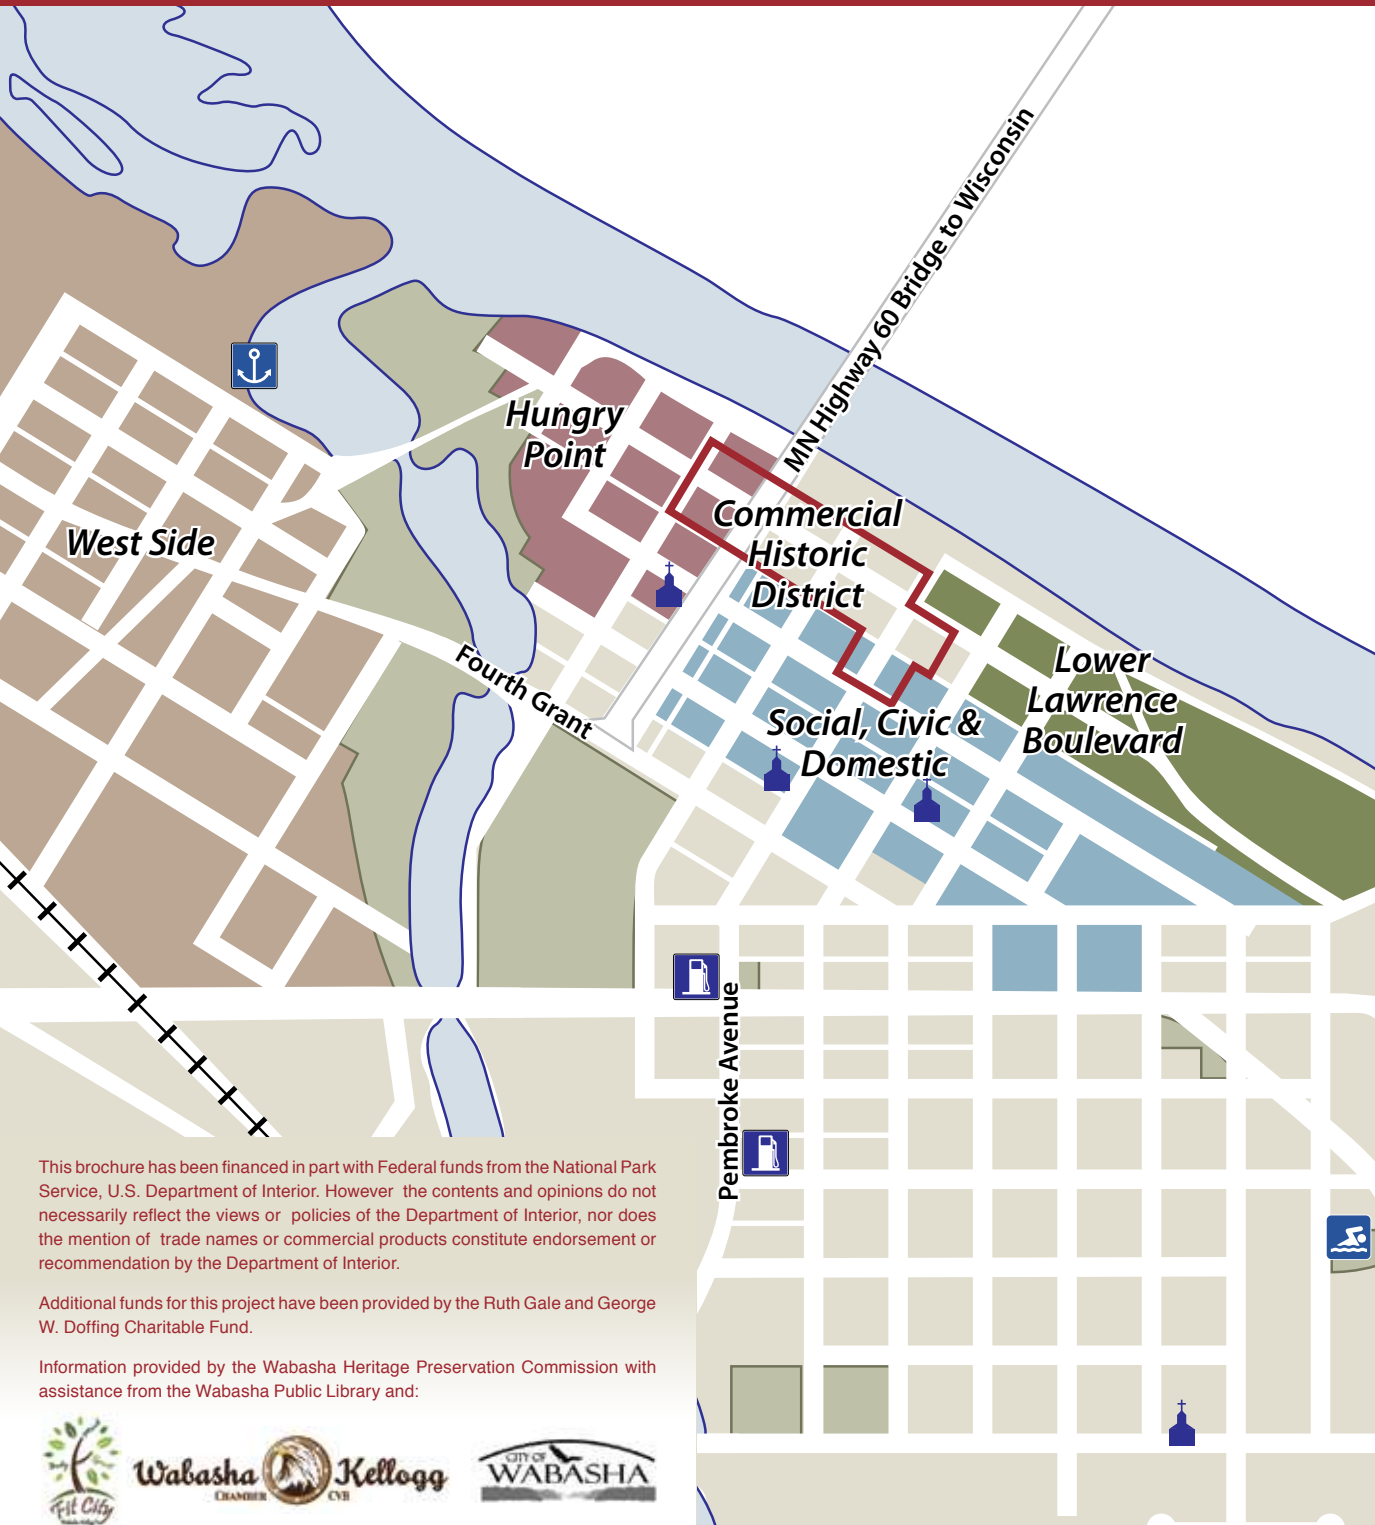 MN Highway 60 Bridge to Wisconsin
Hungry
Point
Commercial
Historic
District
West Side
Fourth Grant
Lower
Lawrence
Boulevard
Social, Civic &
Domestic
Pembroke Avenue
This brochure has been financed in part with Federal funds from the National Park
Service, U.S. Department of Interior. However the contents and opinions do not
necessarily reflect the views or policies of the Department of Interior, nor does
the mention of trade names or commercial products constitute endorsement or
recommendation by the Department of Interior.
Additional funds for this project have been provided by the Ruth Gale and George
W. Doffing Charitable Fund.
Information provided by the Wabasha Heritage Preservation Commission with
assistance from the Wabasha Public Library and:
Fit City
Wabasha Kellogg
CHAMBER CVB
CITY OF
WABASHA